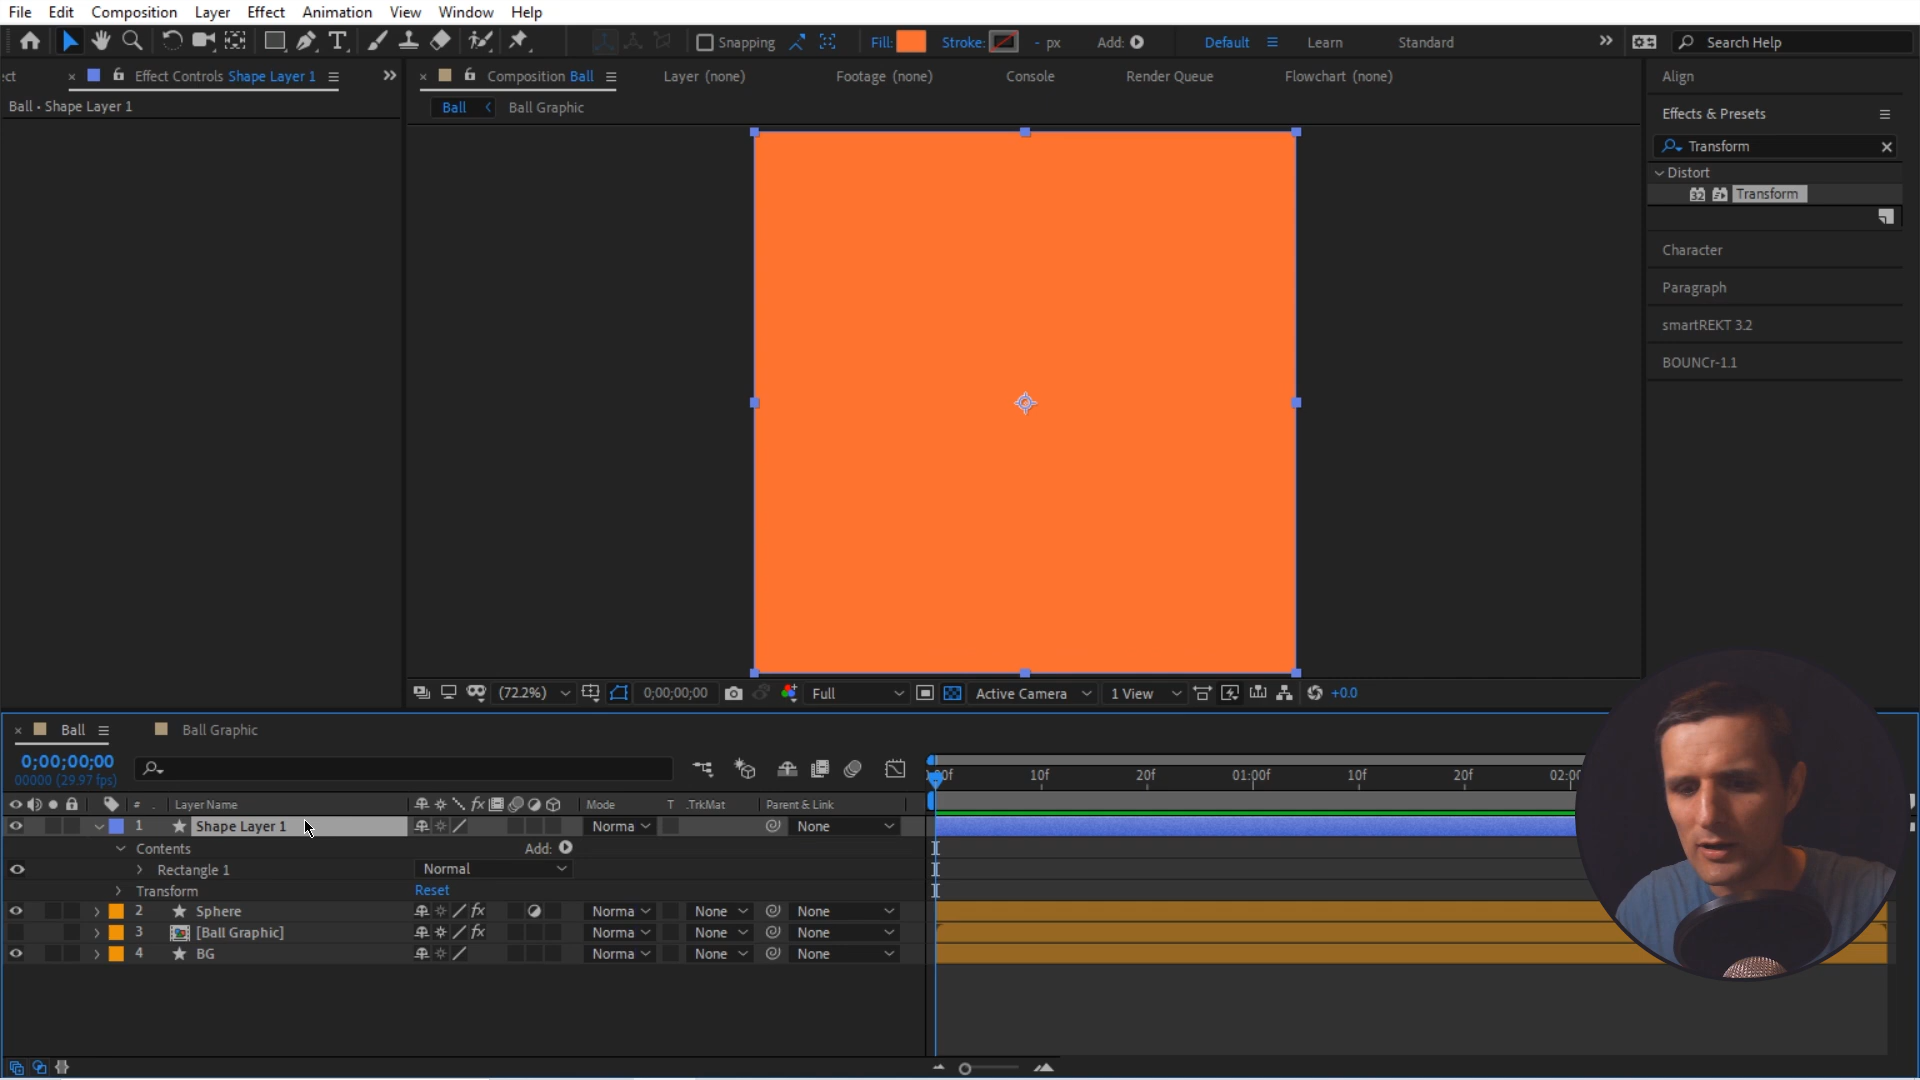 File Edit Composition Layer Effect Animation View Window Help
Snapping Fill: Stroke: - px Add: Default Learn Standard Search Help
ct Effect Controls Shape Layer 1
Composition Ball Layer (none) Footage (none) Console Render Queue Flowchart (none)
Align
Ball • Shape Layer 1
Ball Ball Graphic
Effects & Presets
Transform
Distort
32 Transform
Character
Paragraph
smartREKT 3.2
BOUNCr-1.1
(72.2%) 0;00;00;00 Full Active Camera 1 View +0.0
Ball Ball Graphic
0;00;00;00
00000 (29.97 fps)
10f 20f 01:00f 10f 20f
# Layer Name fx Mode T .TrkMat Parent & Link
1 Shape Layer 1 Norma None
Contents Add:
Rectangle 1 Normal
Transform Reset
2 Sphere fx Norma None None
3 [Ball Graphic] fx Norma None None
4 BG Norma None None